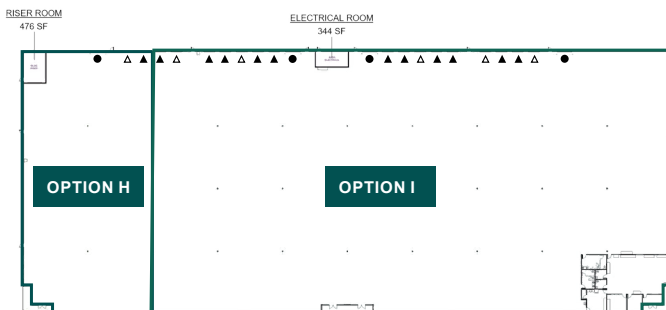 RISER ROOM
476 SF
ELECTRICAL ROOM
344 SF
OPTION H
OPTION I